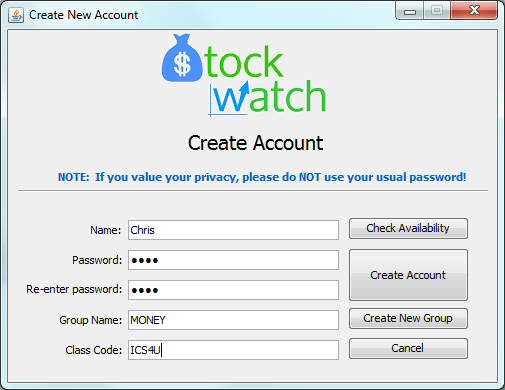 Create New Account
$tock
watch
Create Account
NOTE: If you value your privacy, please do NOT use your usual password!
Name: Chris Check Availability
Password: ●●●● Create Account
Re-enter password: ●●●●
Group Name: MONEY Create New Group
Class Code: ICS4U Cancel